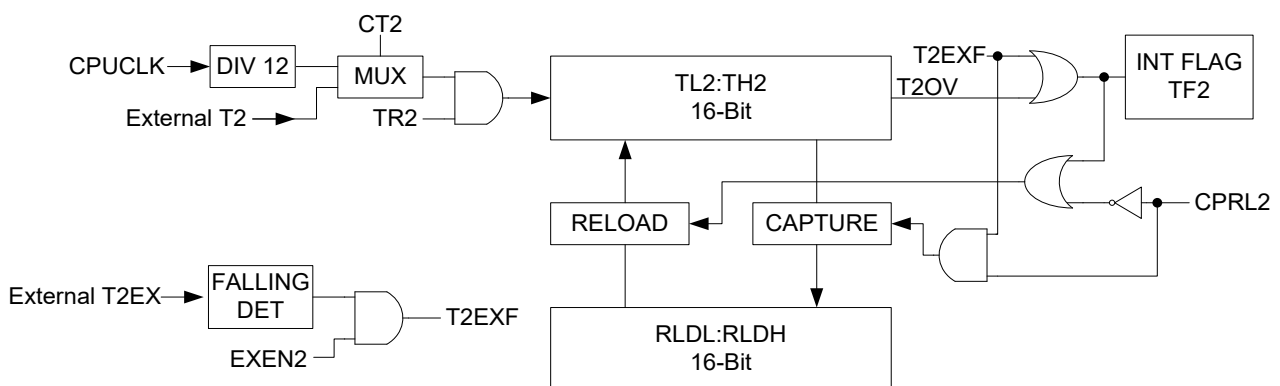 CT2
CPUCLK
DIV 12
MUX
External T2
TR2
TL2:TH2
16-Bit
T2EXF
T2OV
INT FLAG
TF2
RELOAD
CAPTURE
CPRL2
External T2EX
FALLING
DET
EXEN2
T2EXF
RLDL:RLDH
16-Bit